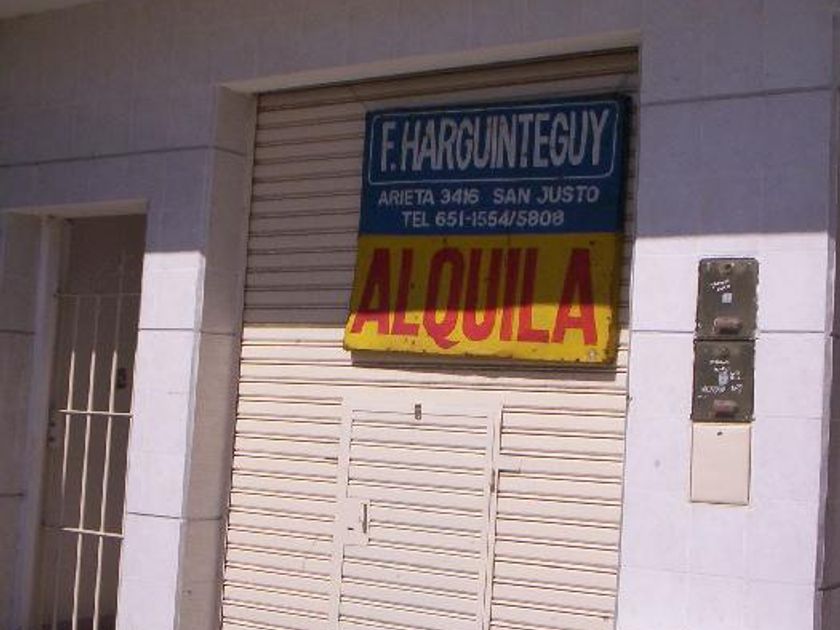 F. HARGUINTEGUY
ARIETA 3416 SAN JUSTO
TEL 651-1554/5808
ALQUILA